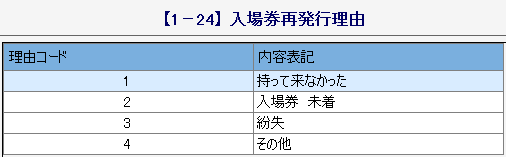 【1－24】入場券再発行理由
理由コード 内容表記
1 持って来なかった
2 入場券　未着
3 紛失
4 その他